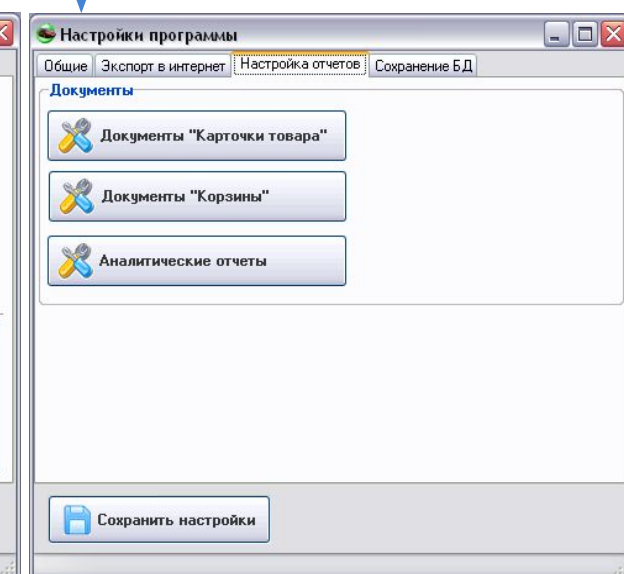 Настройки программы
Общие Экспорт в интернет Настройка отчетов Сохранение БД
Документы
Документы "Карточки товара"
Документы "Корзины"
Аналитические отчеты
Сохранить настройки